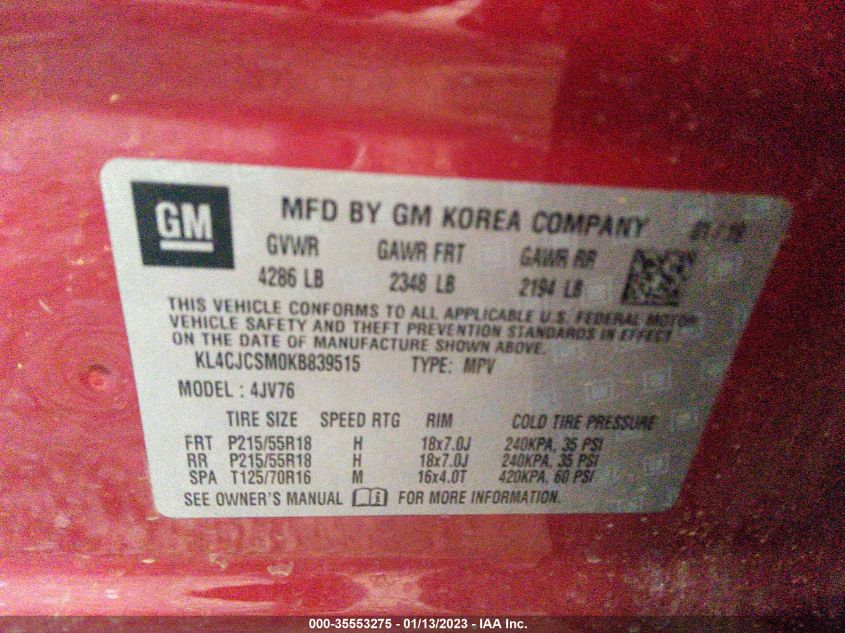 GM
MFD BY GM KOREA COMPANY 01/19
GVWR GAWR FRT GAWR RR
4286 LB 2348 LB 2194 LB
THIS VEHICLE CONFORMS TO ALL APPLICABLE U.S. FEDERAL MOTOR
VEHICLE SAFETY AND THEFT PREVENTION STANDARDS IN EFFECT
ON THE DATE OF MANUFACTURE SHOWN ABOVE.
KL4CJCSM0KB839515 TYPE: MPV
MODEL : 4JV76
TIRE SIZE SPEED RTG RIM COLD TIRE PRESSURE
FRT P215/55R18 H 18x7.0J 240KPA, 35 PSI
RR P215/55R18 H 18x7.0J 240KPA, 35 PSI
SPA T125/70R16 M 16x4.0T 420KPA, 60 PSI
SEE OWNER'S MANUAL FOR MORE INFORMATION.
000-35553275 - 01/13/2023 - IAA Inc.